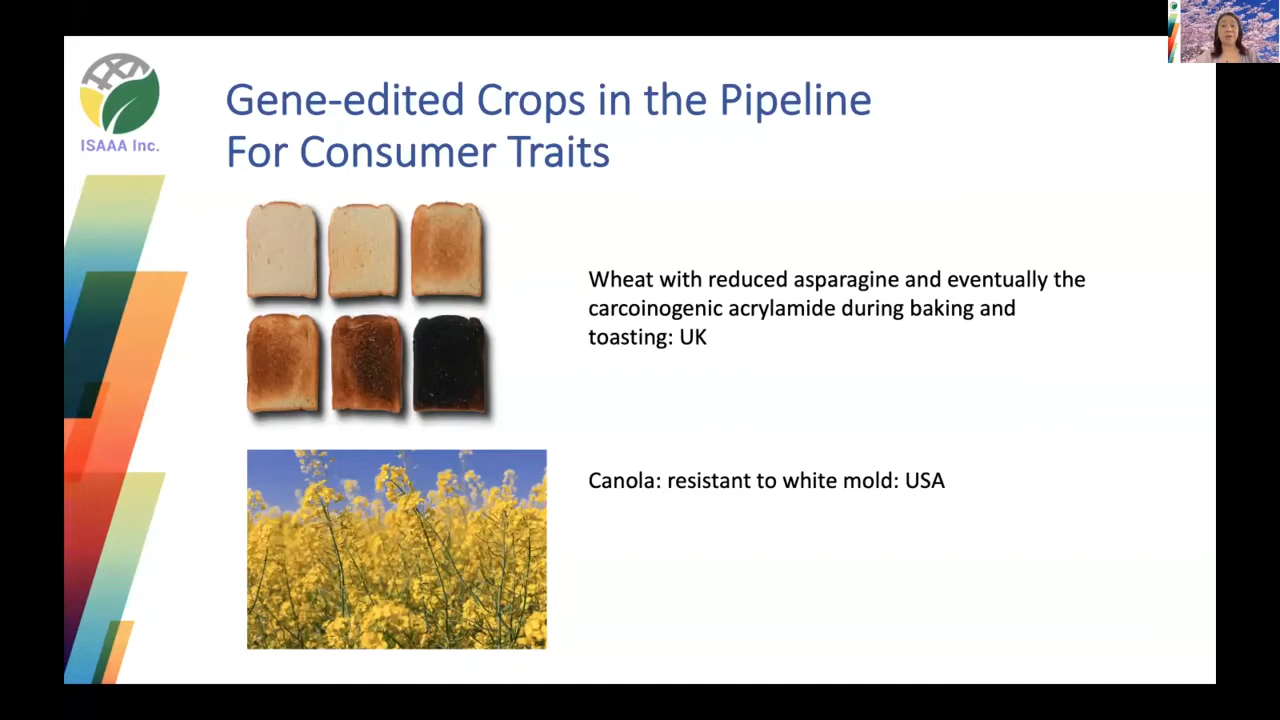 ISAAA Inc.
Gene-edited Crops in the Pipeline
For Consumer Traits
Wheat with reduced asparagine and eventually the
carcoinogenic acrylamide during baking and
toasting: UK
Canola: resistant to white mold: USA